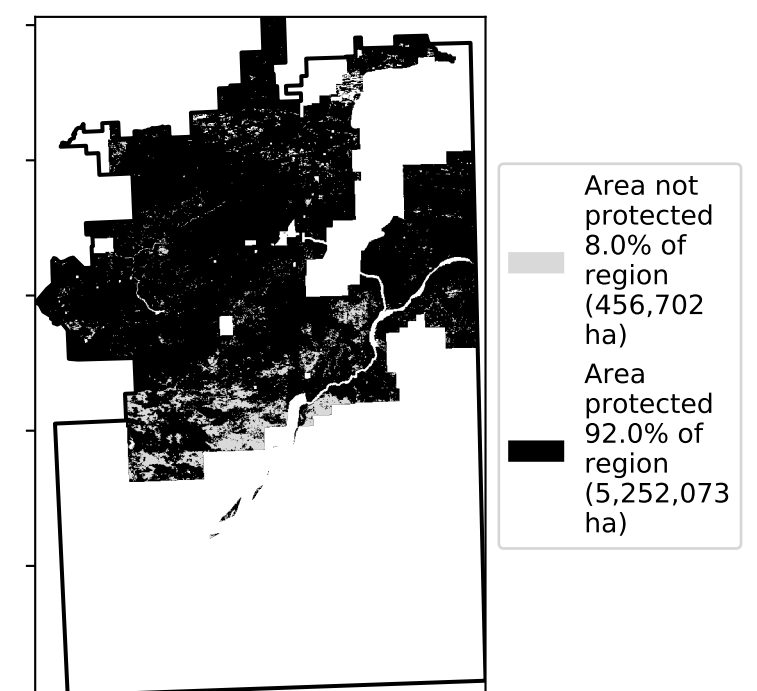 Area not
protected
8.0% of
region
(456,702
ha)
Area
protected
92.0% of
region
(5,252,073
ha)